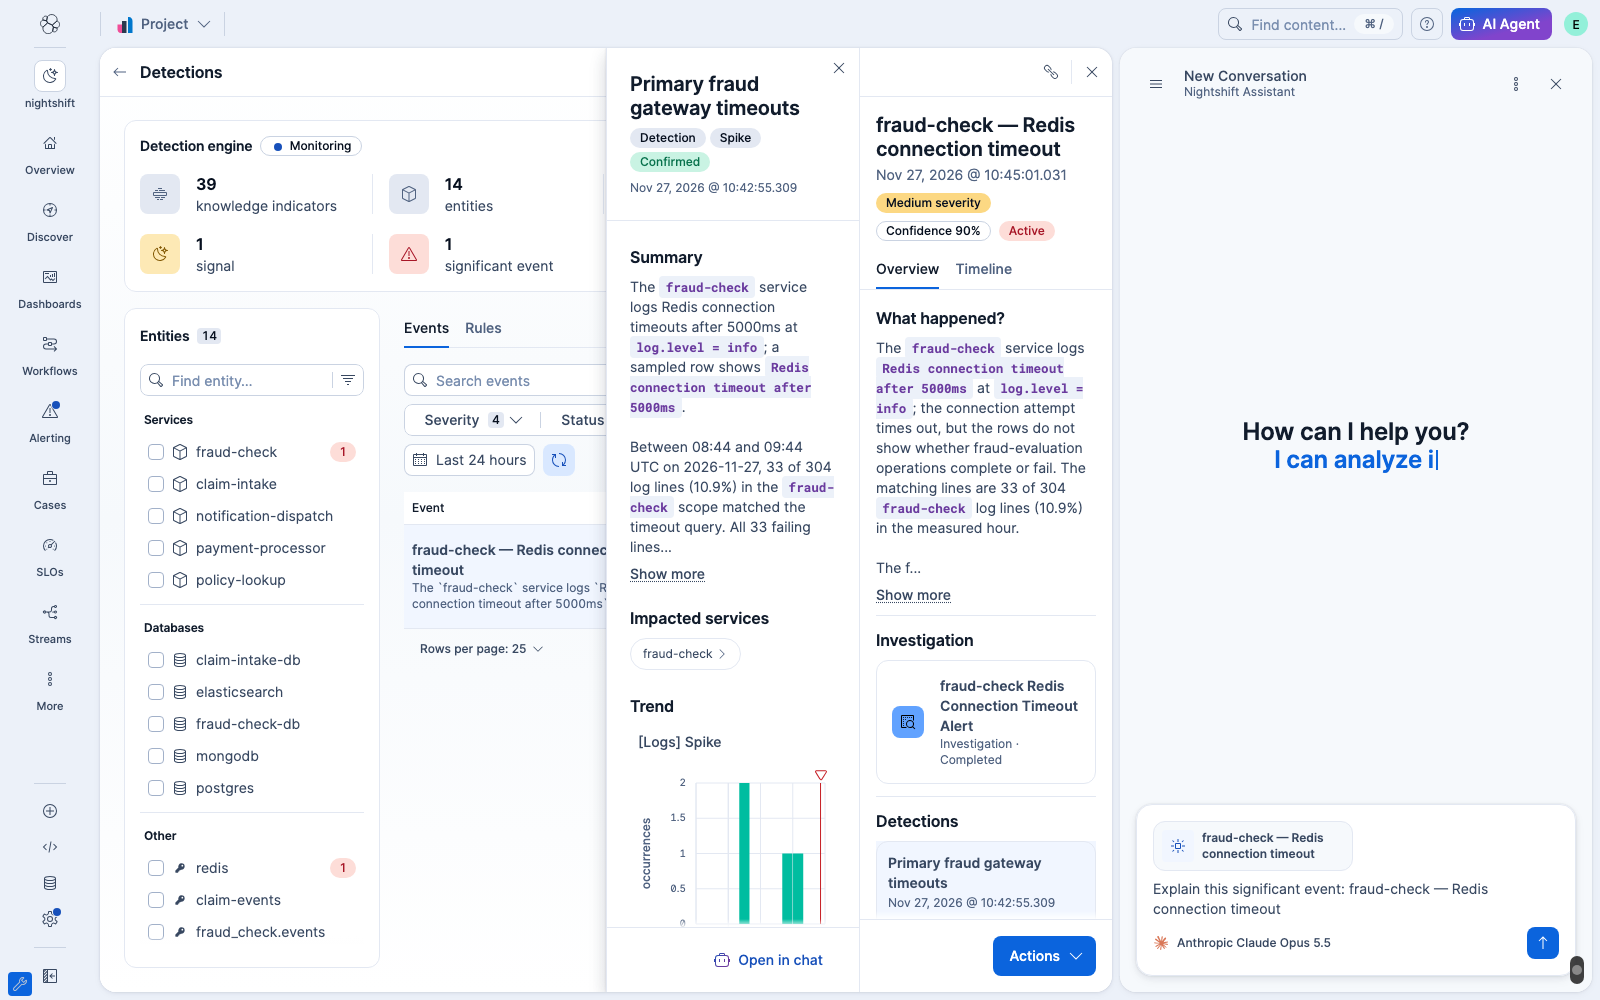 Project
Find content...
⌘ /
AI Agent
E
nightshift
Overview
Discover
Dashboards
Workflows
Alerting
Cases
SLOs
Streams
More
Detections
Detection engine
Monitoring
39
knowledge indicators
14
entities
1
signal
1
significant event
Entities 14
Find entity...
Services
fraud-check
1
claim-intake
notification-dispatch
payment-processor
policy-lookup
Databases
claim-intake-db
elasticsearch
fraud-check-db
mongodb
postgres
Other
redis
1
claim-events
fraud_check.events
Events
Rules
Search events
Severity 4
Status
Last 24 hours
Event
fraud-check — Redis connec
timeout
The `fraud-check` service logs `R
connection timeout after 5000ms`
Rows per page: 25
Primary fraud
gateway timeouts
Detection
Spike
Confirmed
Nov 27, 2026 @ 10:42:55.309
Summary
The fraud-check service
logs Redis connection
timeouts after 5000ms at
log.level = info ; a
sampled row shows Redis
connection timeout after
5000ms .
Between 08:44 and 09:44
UTC on 2026-11-27, 33 of 304
log lines (10.9%) in the fraud-
check scope matched the
timeout query. All 33 failing
lines...
Show more
Impacted services
fraud-check
Trend
[Logs] Spike
occurrences
2
1.5
1
0.5
0
Open in chat
fraud-check — Redis
connection timeout
Nov 27, 2026 @ 10:45:01.031
Medium severity
Confidence 90%
Active
Overview
Timeline
What happened?
The fraud-check service logs
Redis connection timeout
after 5000ms at log.level =
info ; the connection attempt
times out, but the rows do not
show whether fraud-evaluation
operations complete or fail. The
matching lines are 33 of 304
fraud-check log lines (10.9%)
in the measured hour.
The f...
Show more
Investigation
fraud-check Redis
Connection Timeout
Alert
Investigation ·
Completed
Detections
Primary fraud gateway
timeouts
Nov 27, 2026 @ 10:42:55.309
Actions
New Conversation
Nightshift Assistant
How can I help you?
I can analyze i
fraud-check — Redis
connection timeout
Explain this significant event: fraud-check — Redis
connection timeout
Anthropic Claude Opus 5.5